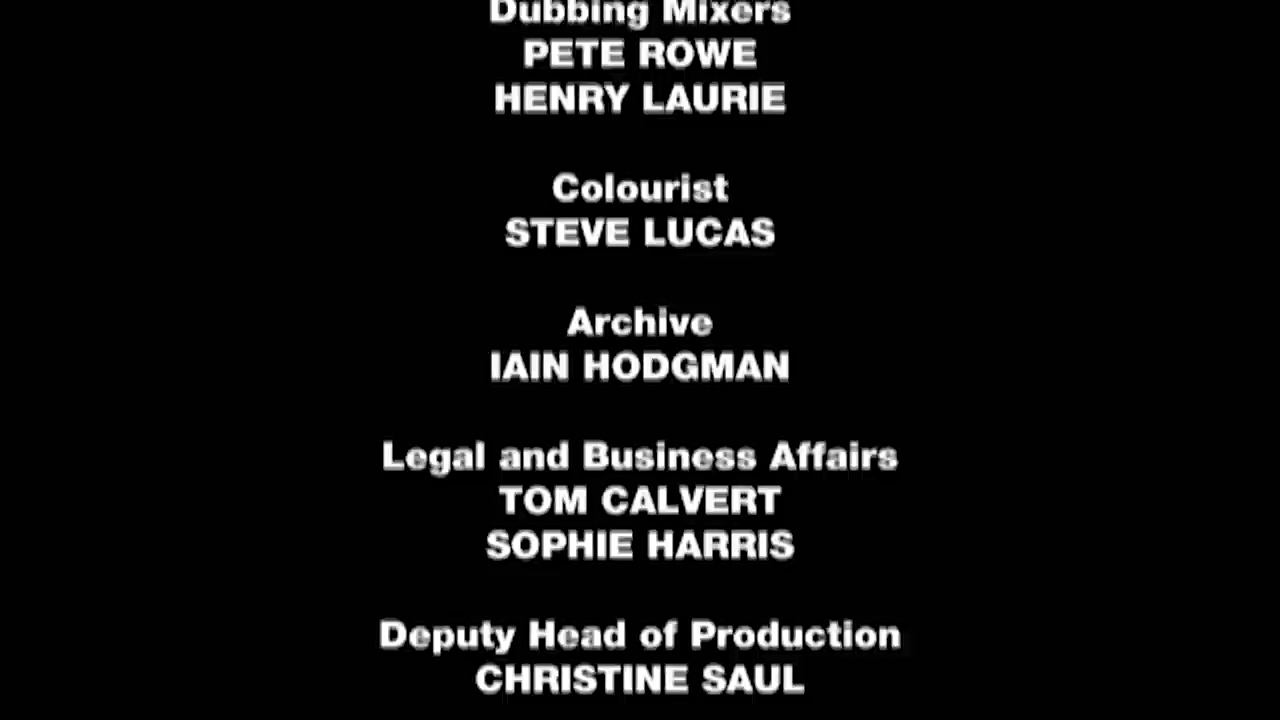 Dubbing Mixers
PETE ROWE
HENRY LAURIE
Colourist
STEVE LUCAS
Archive
IAIN HODGMAN
Legal and Business Affairs
TOM CALVERT
SOPHIE HARRIS
Deputy Head of Production
CHRISTINE SAUL